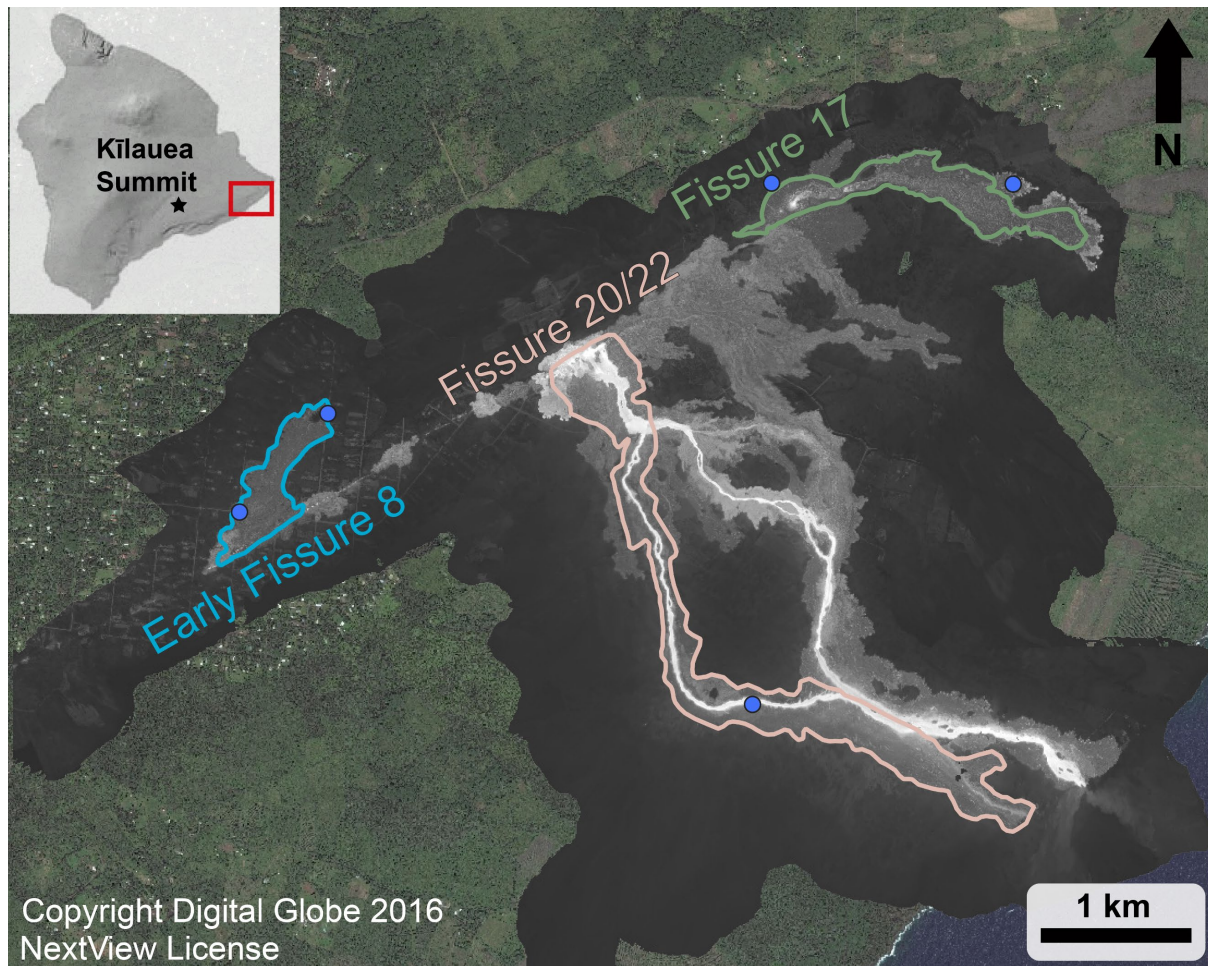 Kīlauea
Summit
Fissure 17
N
Fissure 20/22
Early Fissure 8
Copyright Digital Globe 2016
NextView License
1 km